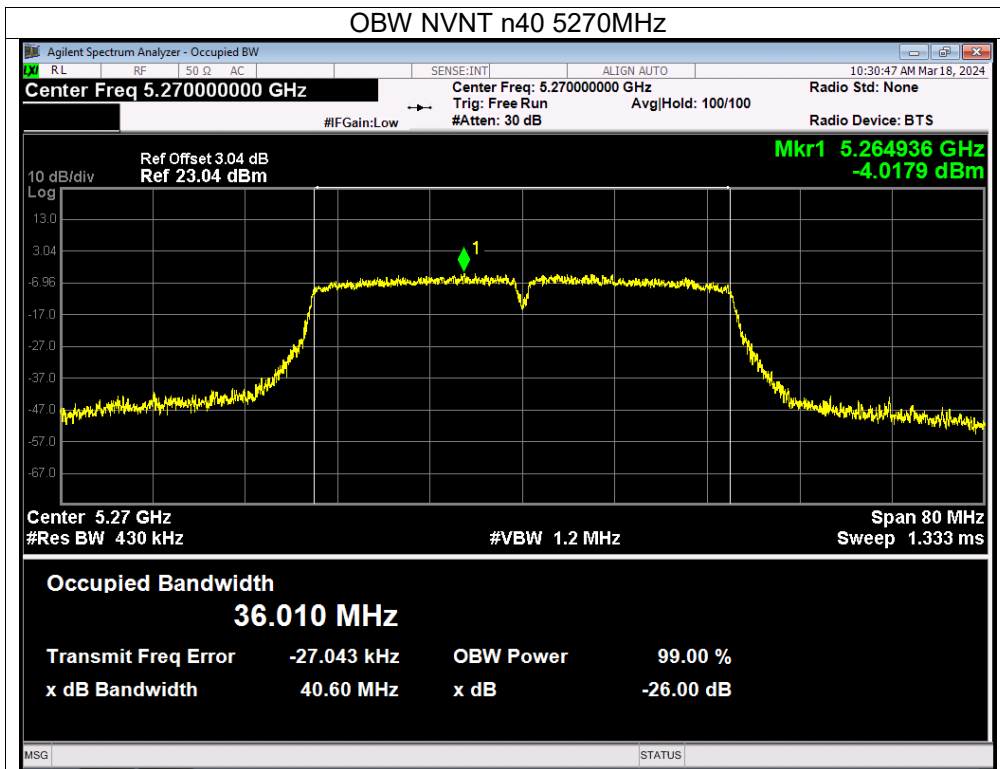 OBW NVNT n40 5270MHz
Agilent Spectrum Analyzer - Occupied BW
LXI RL RF 50 Ω AC SENSE:INT ALIGN AUTO 10:30:47 AM Mar 18, 2024
Center Freq 5.270000000 GHz Center Freq: 5.270000000 GHz Radio Std: None
Trig: Free Run Avg|Hold: 100/100
#IFGain:Low #Atten: 30 dB Radio Device: BTS
Mkr1 5.264936 GHz
-4.0179 dBm
Ref Offset 3.04 dB
10 dB/div Ref 23.04 dBm
Log
13.0
3.04
-6.96
-17.0
-27.0
-37.0
-47.0
-57.0
-67.0
1
Center 5.27 GHz Span 80 MHz
#Res BW 430 kHz #VBW 1.2 MHz Sweep 1.333 ms
Occupied Bandwidth
36.010 MHz
Transmit Freq Error -27.043 kHz OBW Power 99.00 %
x dB Bandwidth 40.60 MHz x dB -26.00 dB
MSG STATUS